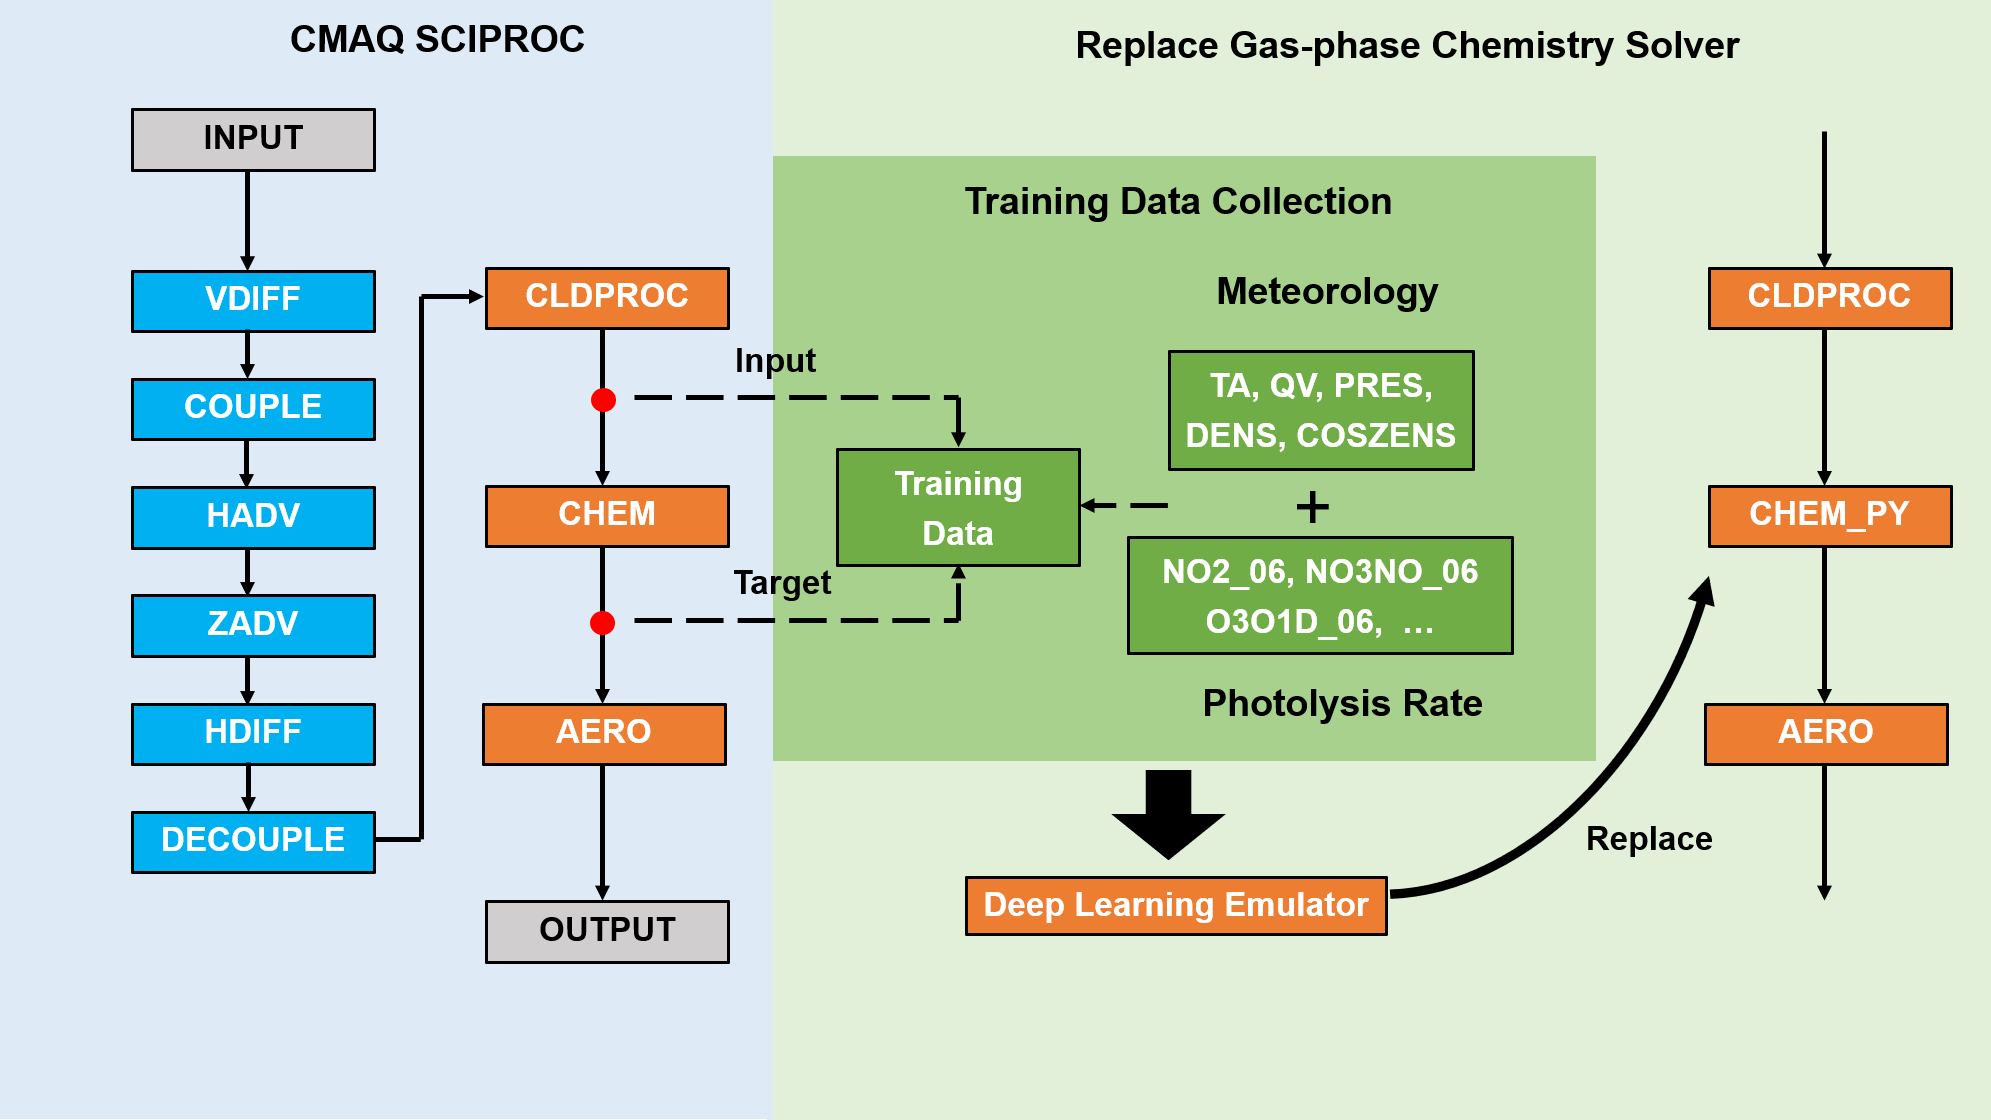 CMAQ SCIPROC
INPUT
VDIFF
COUPLE
HADV
ZADV
HDIFF
DECOUPLE
CLDPROC
CHEM
AERO
OUTPUT
Replace Gas-phase Chemistry Solver
Training Data Collection
Input
Target
Training
Data
Meteorology
TA, QV, PRES,
DENS, COSZENS
+
NO2_06, NO3NO_06
O3O1D_06, ...
Photolysis Rate
Deep Learning Emulator
Replace
CLDPROC
CHEM_PY
AERO